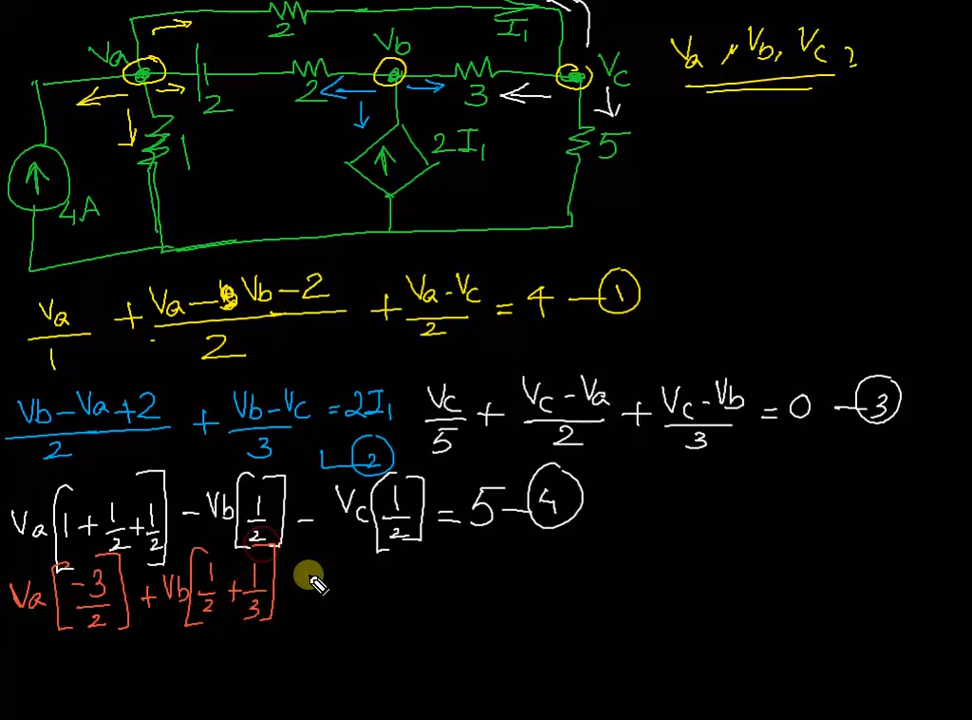 2 I₁
Va Vb Vc Va, Vb, Vc ?
2 2 3
1 2I₁ 5
4A
Va/1 + (Va - Vb - 2)/2 + (Va - Vc)/2 = 4 - ①
(Vb - Va + 2)/2 + (Vb - Vc)/3 = 2I₁ - ②
Vc/5 + (Vc - Va)/2 + (Vc - Vb)/3 = 0 - ③
Va[1 + 1/2 + 1/2] - Vb[1/2] - Vc[1/2] = 5 - ④
Va[-3/2] + Vb[1/2 + 1/3]